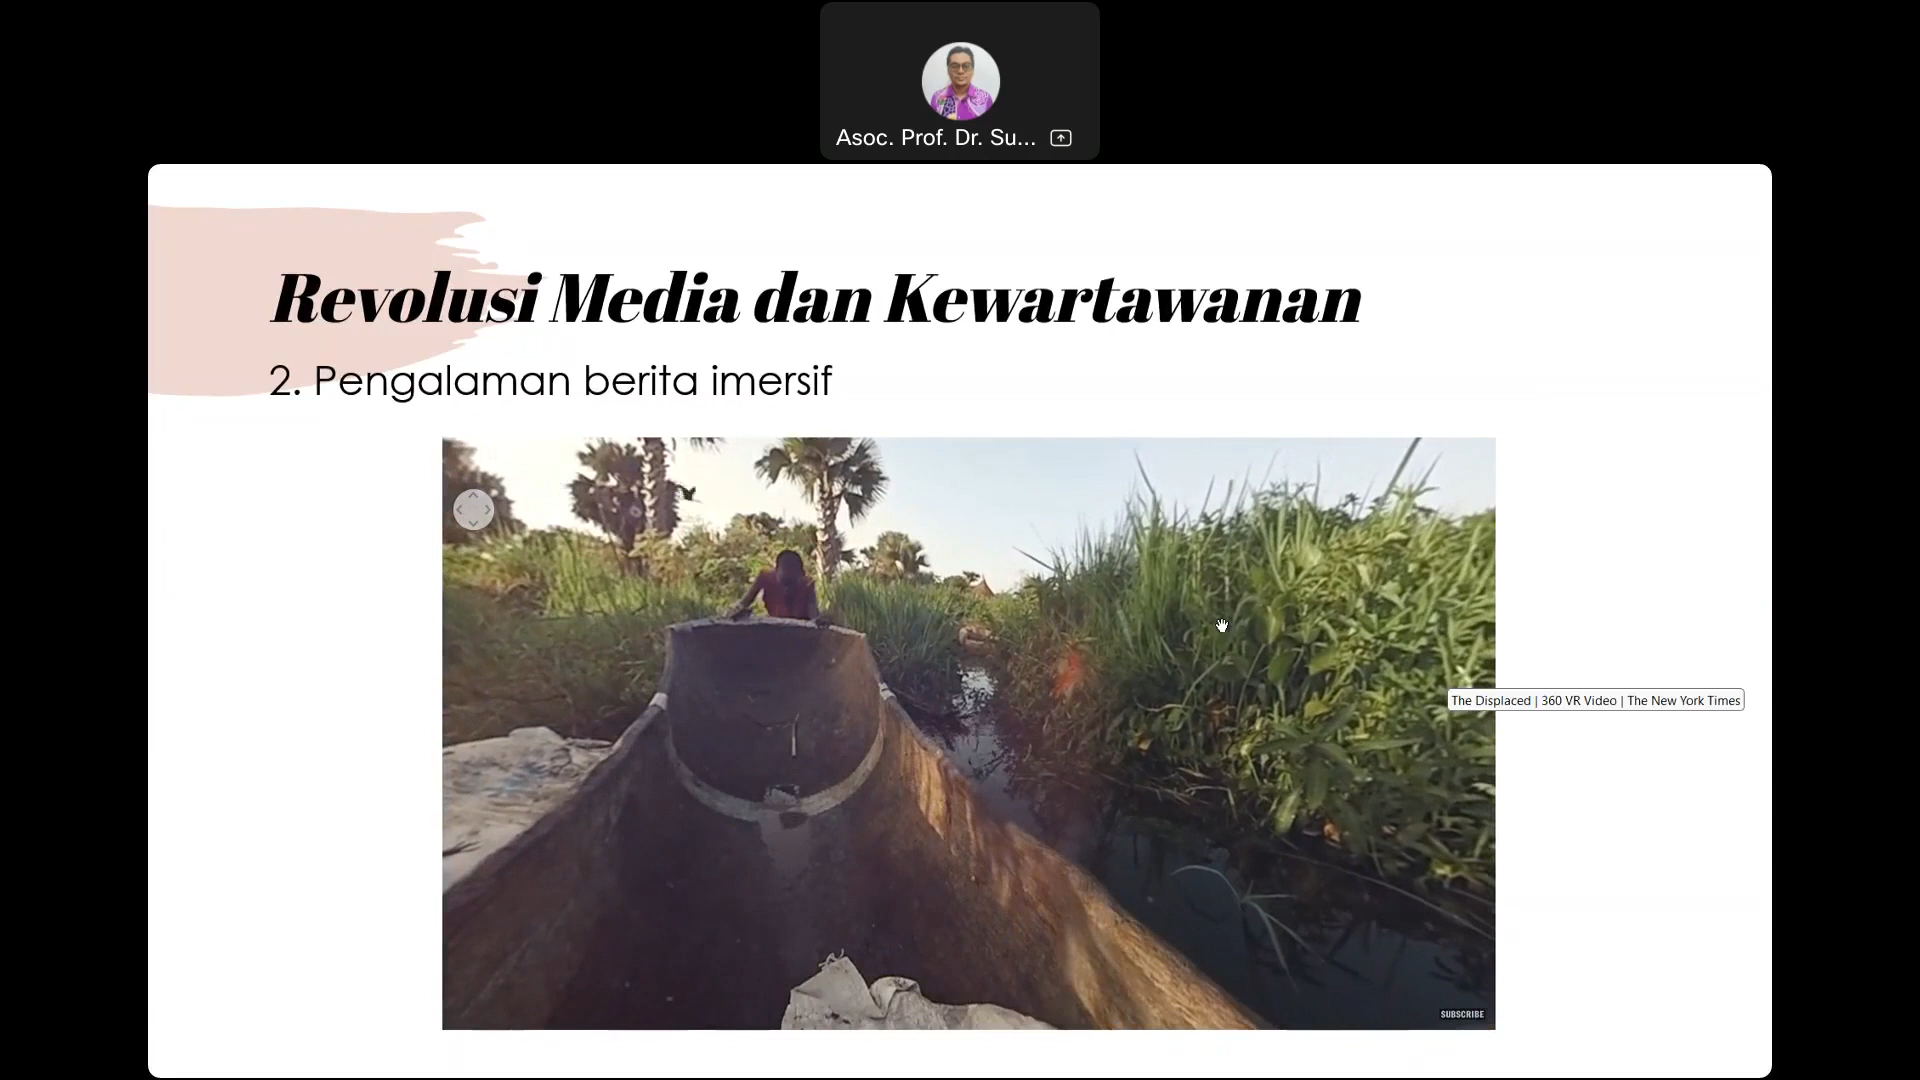 Asoc. Prof. Dr. Su...
Revolusi Media dan Kewartawanan
2. Pengalaman berita imersif
The Displaced | 360 VR Video | The New York Times
SUBSCRIBE